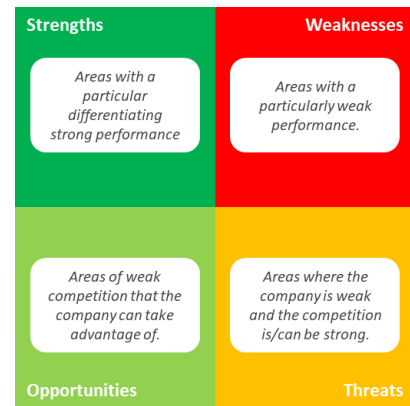 Strengths
Weaknesses
Areas with a
particular
differentiating
strong performance
Areas with a
particularly weak
performance.
Areas of weak
competition that the
company can take
advantage of.
Areas where the
company is weak
and the competition
is/can be strong.
Opportunities
Threats